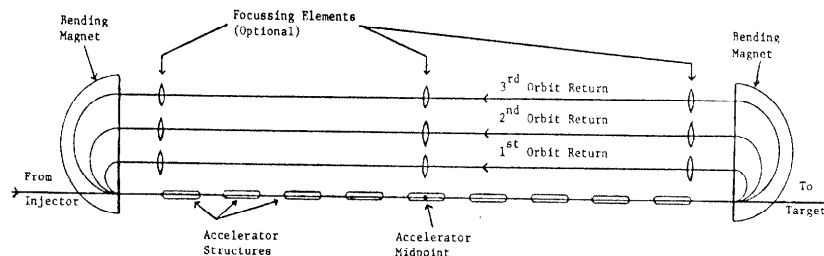 Bending
Magnet
Focussing Elements
(Optional)
Bending
Magnet
3rd Orbit Return
2nd Orbit Return
1st Orbit Return
From
Injector
To
Target
Accelerator
Structures
Accelerator
Midpoint